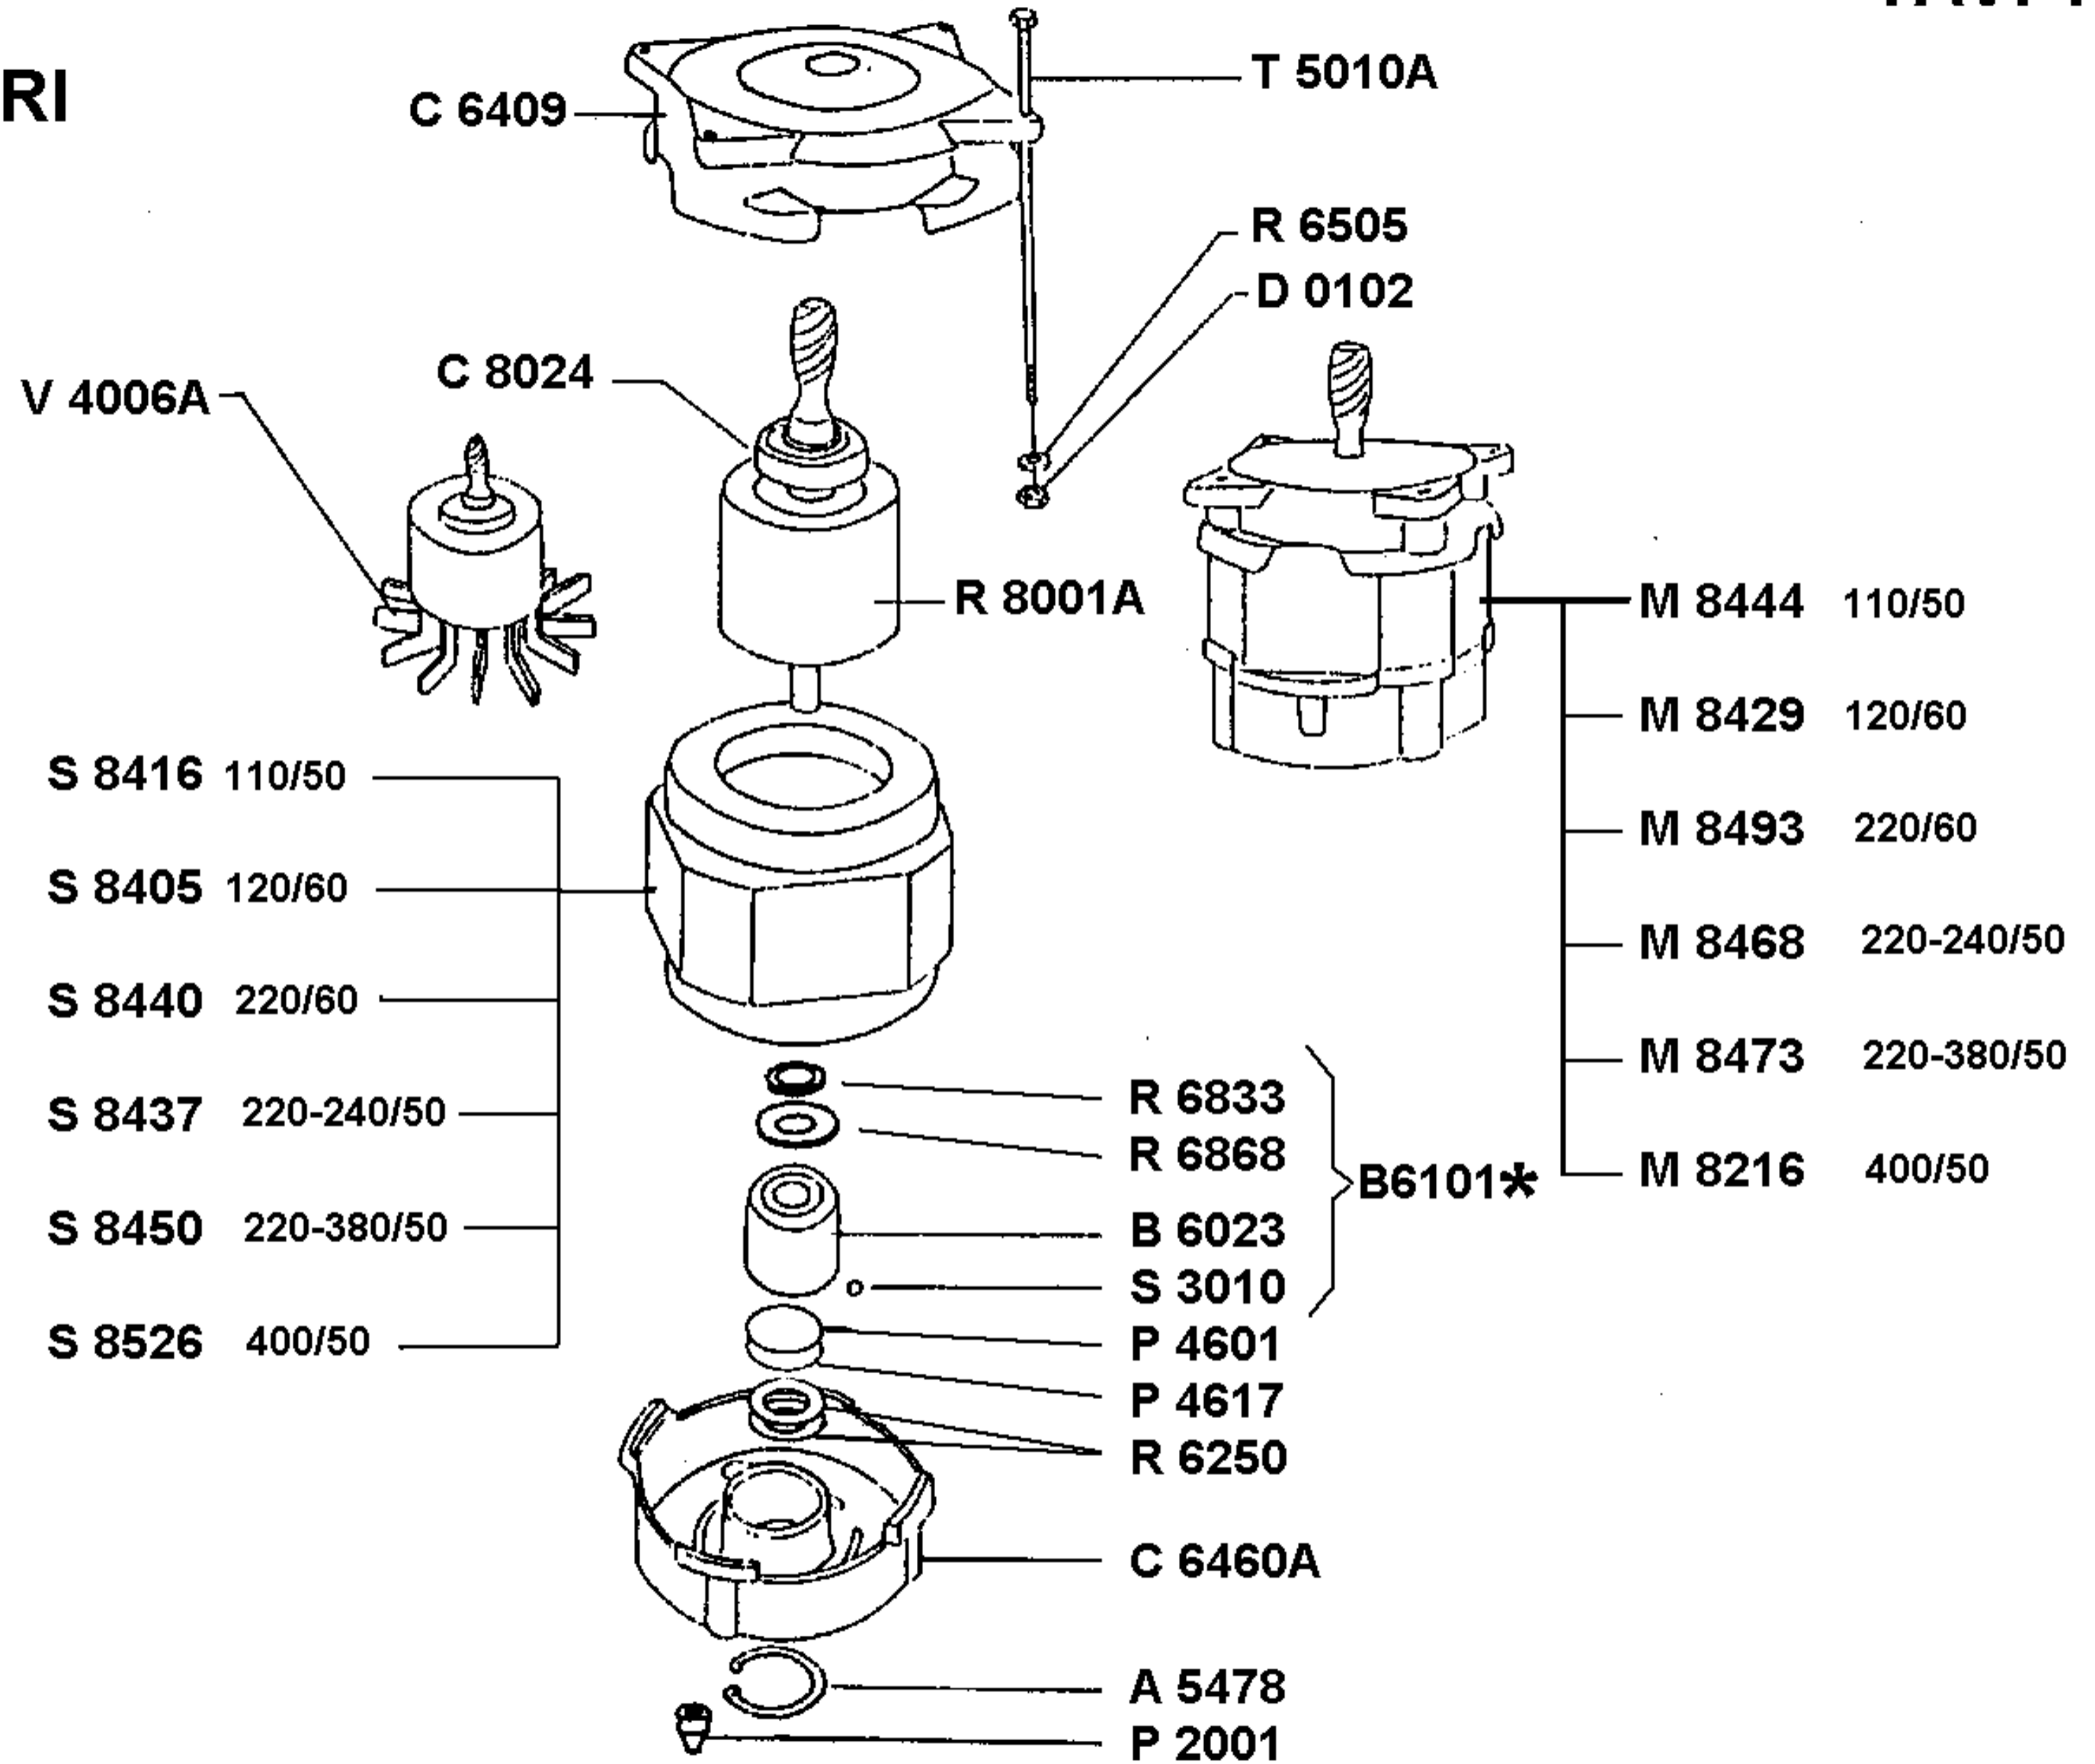 RI
C 6409
T 5010A
R 6505
D 0102
C 8024
V 4006A
R 8001A
M 8444 110/50
M 8429 120/60
M 8493 220/60
M 8468 220-240/50
M 8473 220-380/50
M 8216 400/50
S 8416 110/50
S 8405 120/60
S 8440 220/60
S 8437 220-240/50
S 8450 220-380/50
S 8526 400/50
R 6833
R 6868
B6101*
B 6023
S 3010
P 4601
P 4617
R 6250
C 6460A
A 5478
P 2001